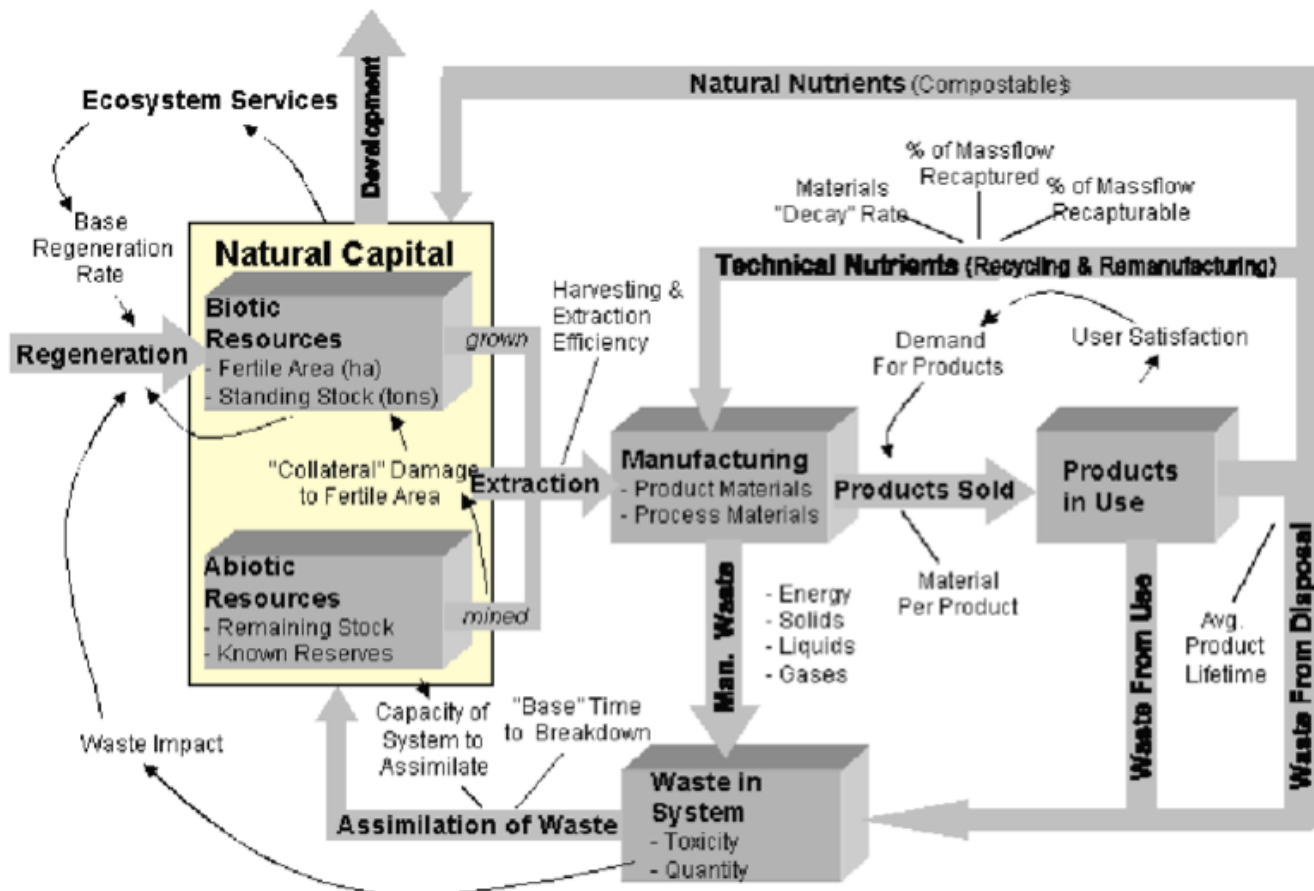 Development
Natural Nutrients (Compostables)
Ecosystem Services
% of Massflow
Recaptured
Materials
"Decay" Rate
% of Massflow
Recapturable
Base
Regeneration
Rate
Natural Capital
Technical Nutrients (Recycling & Remanufacturing)
Biotic
Resources
- Fertile Area (ha)
- Standing Stock (tons)
grown
Harvesting &
Extraction
Efficiency
Demand
For Products
User Satisfaction
Regeneration
"Collateral" Damage
to Fertile Area
Extraction
Manufacturing
- Product Materials
- Process Materials
Products Sold
Products
in Use
Abiotic
Resources
- Remaining Stock
- Known Reserves
mined
Man. Waste
- Energy
- Solids
- Liquids
- Gases
Material
Per Product
Waste From Use
Avg.
Product
Lifetime
Waste From Disposal
Waste Impact
Capacity of
System to
Assimilate
"Base" Time
to Breakdown
Assimilation of Waste
Waste in
System
- Toxicity
- Quantity